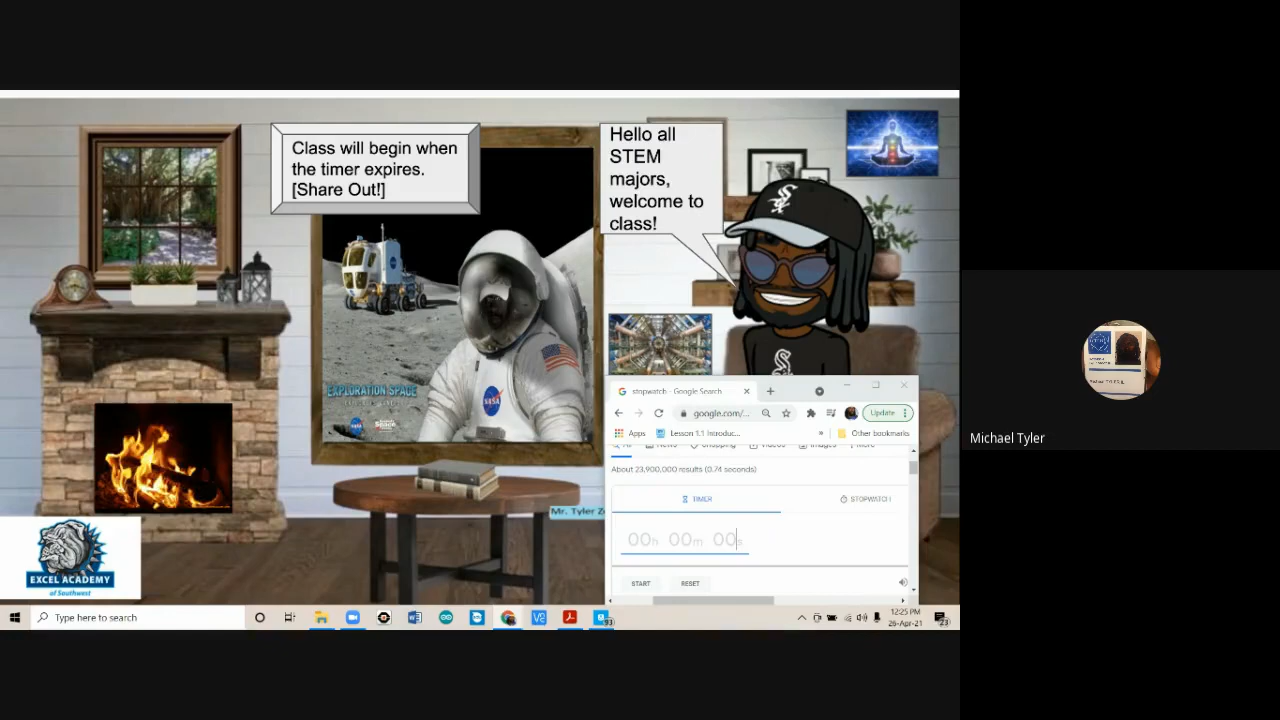 Class will begin when
the timer expires.
[Share Out!]
Hello all
STEM
majors,
welcome to
class!
EXPLORATION SPACE
NASA
NASA
Space
Mr. Tyler
EXCEL ACADEMY
of Southwest
stopwatch - Google Search
google.com/...
Update
Apps
Lesson 1.1 Introduc...
»
Other bookmarks
About 23,900,000 results (0.74 seconds)
TIMER
STOPWATCH
00h 00m 00s
START
RESET
Type here to search
12:25 PM
26-Apr-21
Michael Tyler